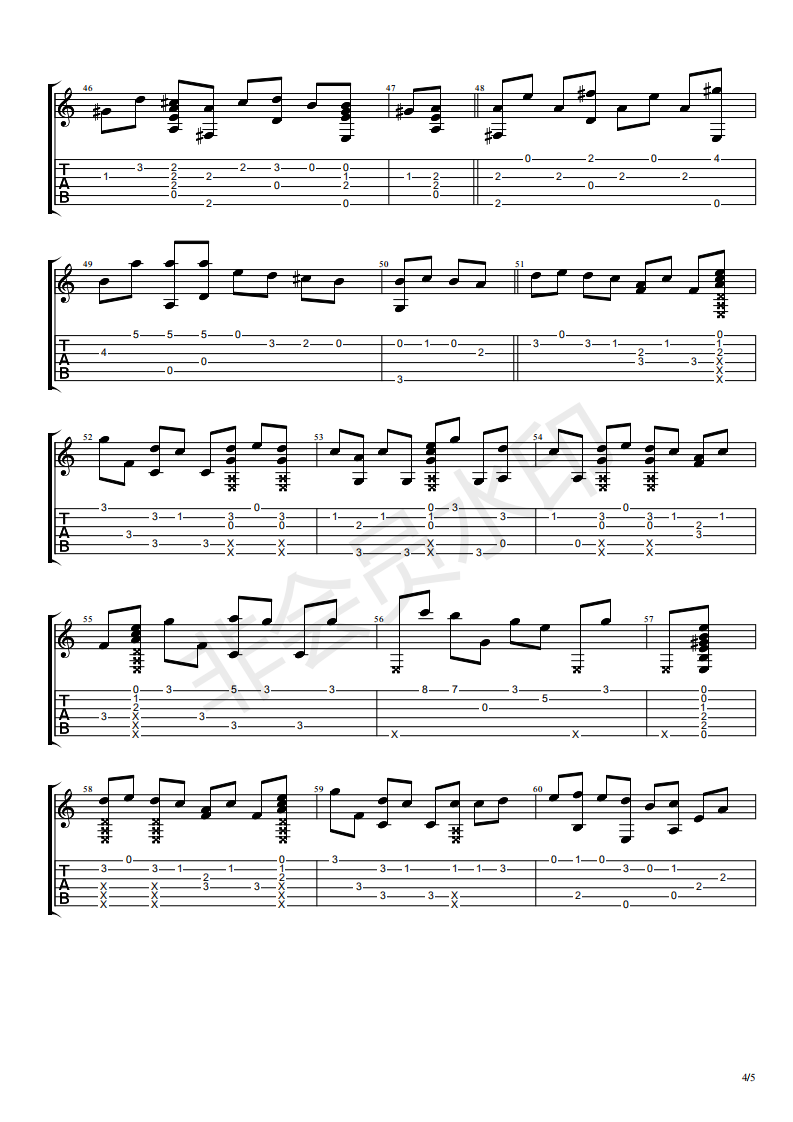 46 47 48
T A B
1 3 2 2 2 0 2 2 2 3 0 0 0 1 2 0 1 2 2 0 2 2 0 2 2 0 2 0 2 4 0
49 50 51
T A B
4 5 5 0 5 0 0 3 2 0 0 3 1 0 2 3 0 3 1 2 3 1 3 0 1 2 X X X
52 53 54
T A B
3 3 3 3 1 3 3 0 X X 0 3 1 2 3 1 3 0 1 0 X X 3 3 3 0 1 0 3 0 X X 0 3 0 X X 1 2 3 1
55 56 57
T A B
3 0 1 2 X X X 3 3 5 3 3 3 3 X 8 7 0 3 5 X 3 X 0 0 1 2 2 0
58 59 60
T A B
3 X X X 0 3 X X X 1 2 3 1 3 0 1 2 X X X 3 3 3 3 1 3 1 X X 1 3 0 1 2 0 3 0 0 1 0 2 2
非会员水印
4/5